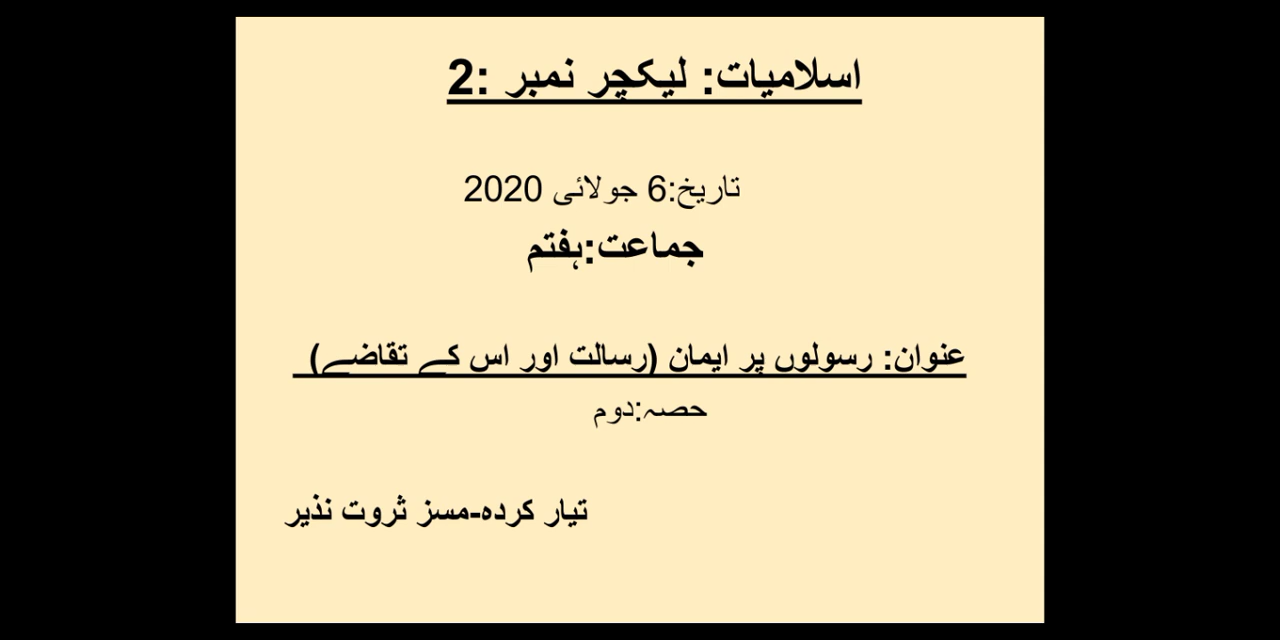 اسلامیات: لیکچر نمبر :2
تاریخ:6 جولائی 2020
جماعت:ہفتم
عنوان: رسولوں پر ایمان (رسالت اور اس کے تقاضے)
حصہ:دوم
تیار کردہ-مسز ثروت نذیر